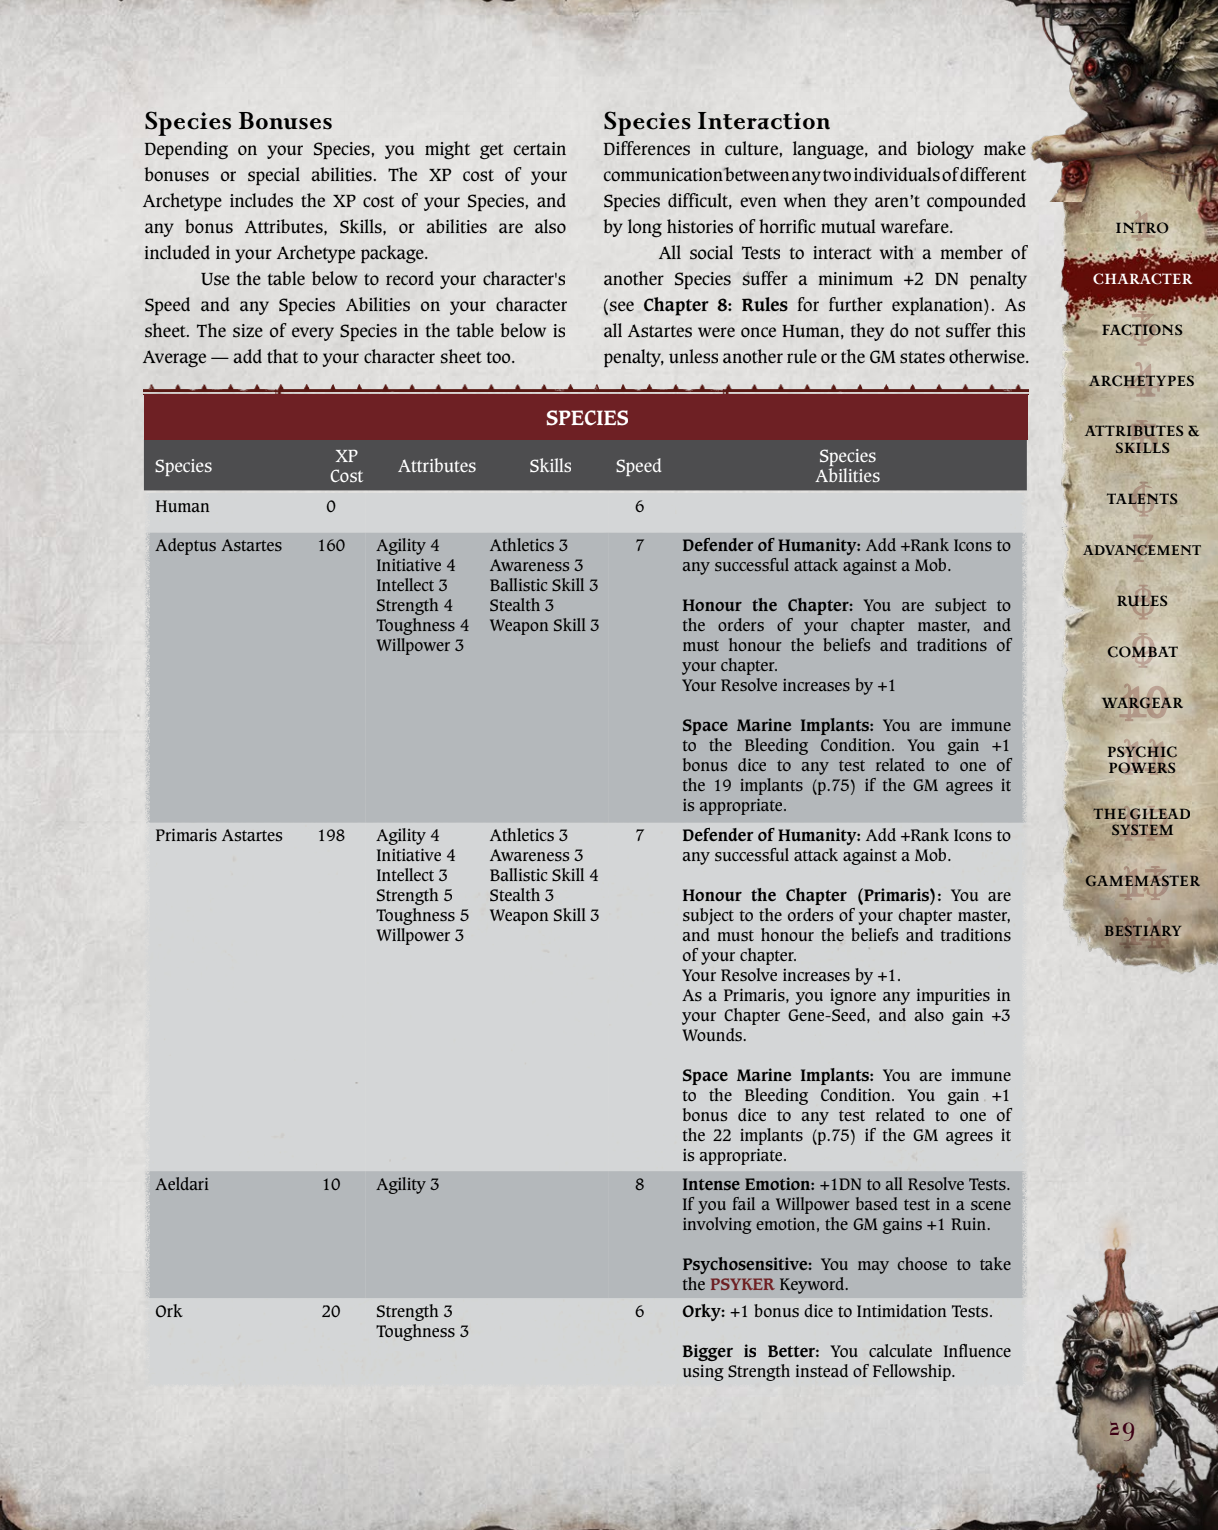 Species Bonuses
Depending on your Species, you might get certain
bonuses or special abilities. The XP cost of your
Archetype includes the XP cost of your Species, and
any bonus Attributes, Skills, or abilities are also
included in your Archetype package.
Use the table below to record your character's
Speed and any Species Abilities on your character
sheet. The size of every Species in the table below is
Average — add that to your character sheet too.
Species Interaction
Differences in culture, language, and biology make
communication between any two individuals of different
Species difficult, even when they aren't compounded
by long histories of horrific mutual warefare.
All social Tests to interact with a member of
another Species suffer a minimum +2 DN penalty
(see Chapter 8: Rules for further explanation). As
all Astartes were once Human, they do not suffer this
penalty, unless another rule or the GM states otherwise.
SPECIES
Species XP Cost Attributes Skills Speed Species Abilities
Human 0 6
Adeptus Astartes 160
Agility 4
Initiative 4
Intellect 3
Strength 4
Toughness 4
Willpower 3
Athletics 3
Awareness 3
Ballistic Skill 3
Stealth 3
Weapon Skill 3
7
Defender of Humanity: Add +Rank Icons to
any successful attack against a Mob.
Honour the Chapter: You are subject to
the orders of your chapter master, and
must honour the beliefs and traditions of
your chapter.
Your Resolve increases by +1
Space Marine Implants: You are immune
to the Bleeding Condition. You gain +1
bonus dice to any test related to one of
the 19 implants (p.75) if the GM agrees it
is appropriate.
Primaris Astartes 198
Agility 4
Initiative 4
Intellect 3
Strength 5
Toughness 5
Willpower 3
Athletics 3
Awareness 3
Ballistic Skill 4
Stealth 3
Weapon Skill 3
7
Defender of Humanity: Add +Rank Icons to
any successful attack against a Mob.
Honour the Chapter (Primaris): You are
subject to the orders of your chapter master,
and must honour the beliefs and traditions
of your chapter.
Your Resolve increases by +1.
As a Primaris, you ignore any impurities in
your Chapter Gene-Seed, and also gain +3
Wounds.
Space Marine Implants: You are immune
to the Bleeding Condition. You gain +1
bonus dice to any test related to one of
the 22 implants (p.75) if the GM agrees it
is appropriate.
Aeldari 10
Agility 3
8
Intense Emotion: +1DN to all Resolve Tests.
If you fail a Willpower based test in a scene
involving emotion, the GM gains +1 Ruin.
Psychosensitive: You may choose to take
the PSYKER Keyword.
Ork 20
Strength 3
Toughness 3
6
Orky: +1 bonus dice to Intimidation Tests.
Bigger is Better: You calculate Influence
using Strength instead of Fellowship.
INTRO
CHARACTER
FACTIONS
ARCHETYPES
ATTRIBUTES &
SKILLS
TALENTS
ADVANCEMENT
RULES
COMBAT
WARGEAR
PSYCHIC
POWERS
THE GILEAD
SYSTEM
GAMEMASTER
BESTIARY
29